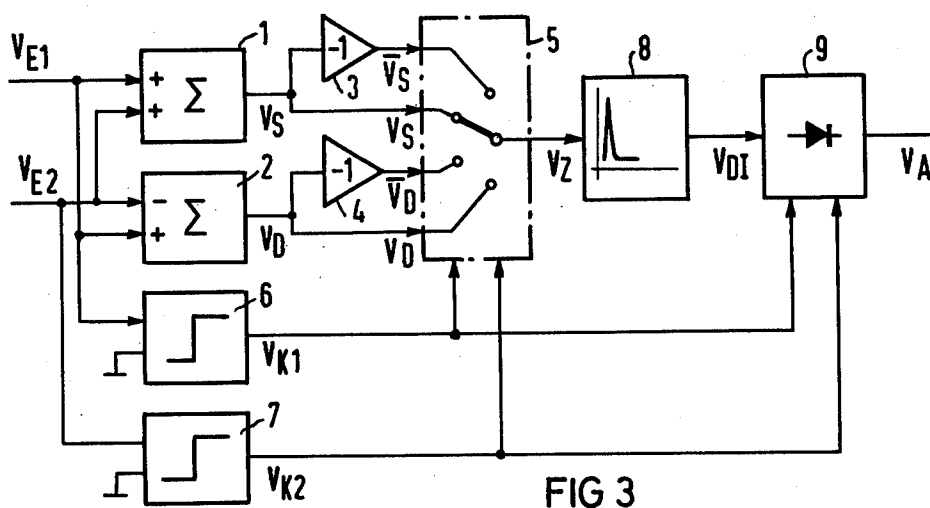 1
3
5
8
9
V_E1
+
+
Σ
V_S
-1
V̅_S
V_S
V_E2
2
-
+
Σ
V_D
-1
4
V̅_D
V_D
V_Z
V_DI
V_A
6
V_K1
7
V_K2
FIG 3